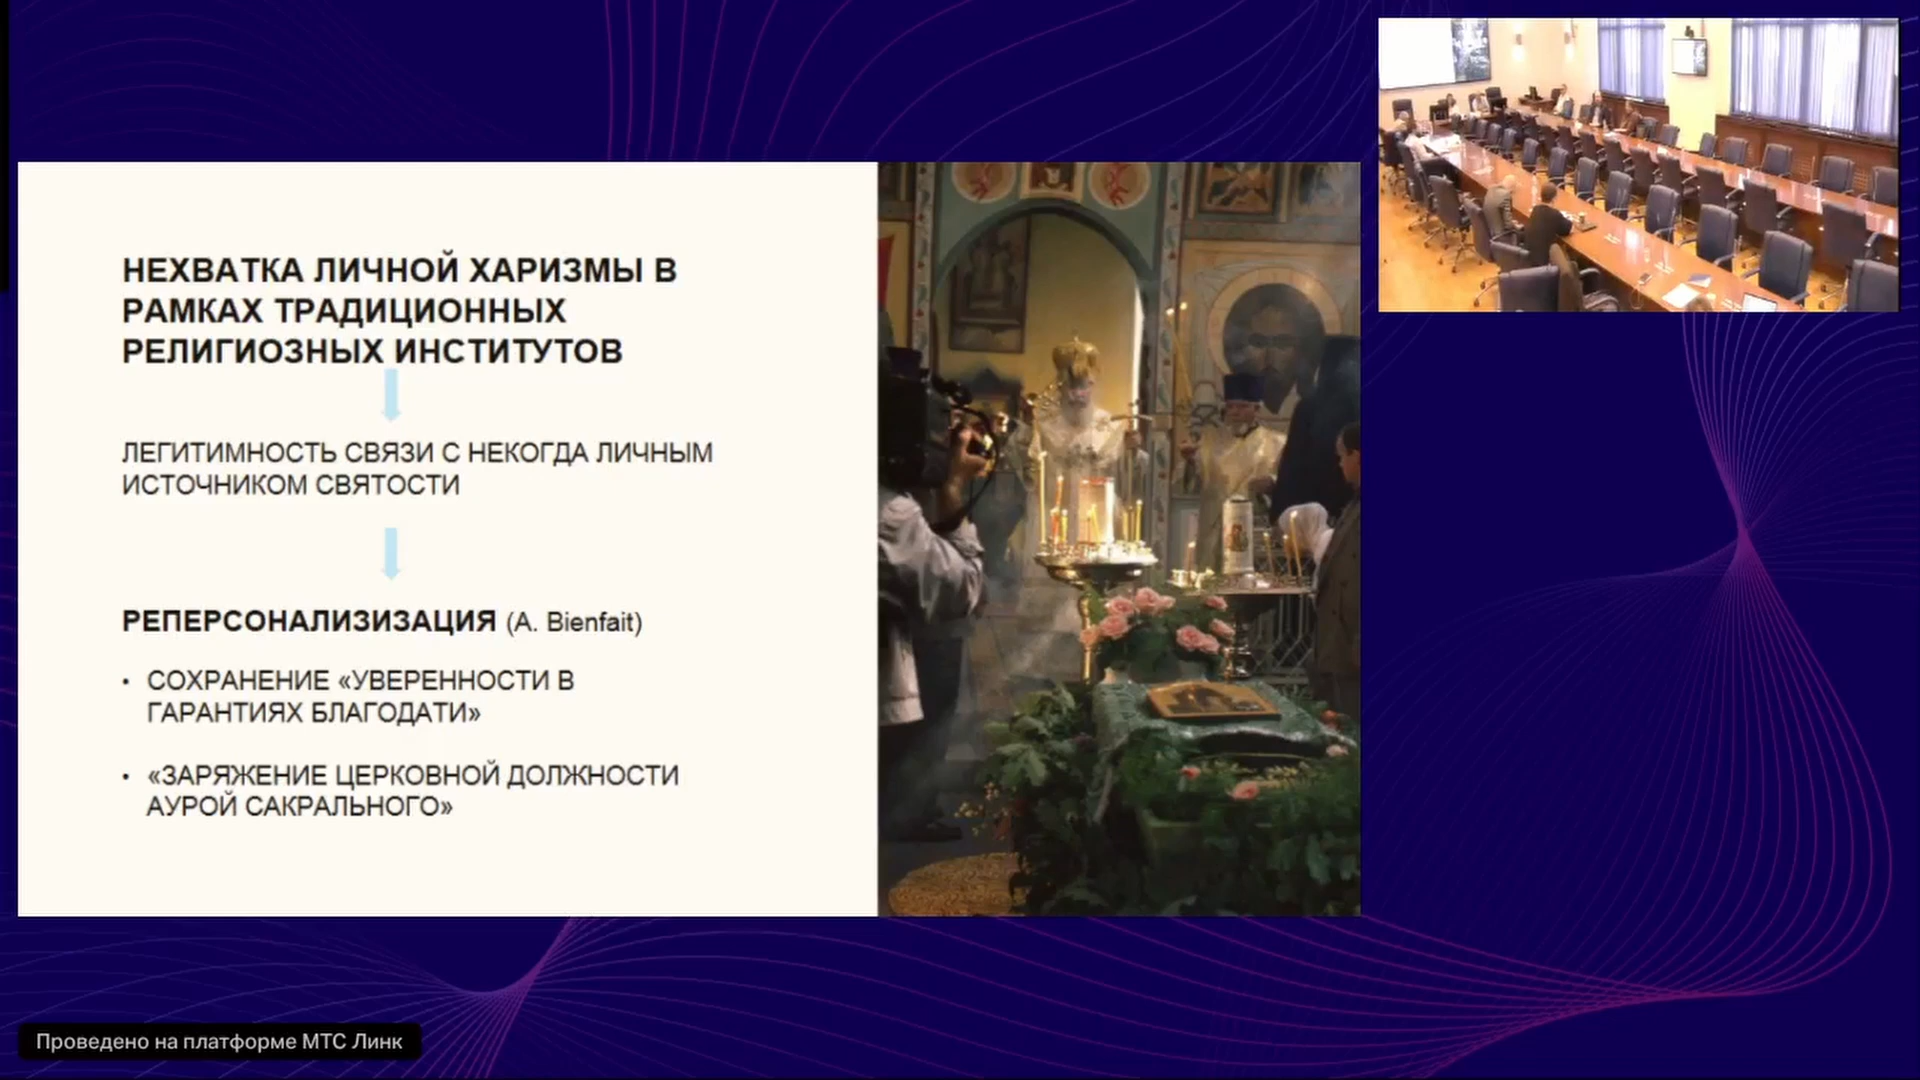 НЕХВАТКА ЛИЧНОЙ ХАРИЗМЫ В
РАМКАХ ТРАДИЦИОННЫХ
РЕЛИГИОЗНЫХ ИНСТИТУТОВ
ЛЕГИТИМНОСТЬ СВЯЗИ С НЕКОГДА ЛИЧНЫМ
ИСТОЧНИКОМ СВЯТОСТИ
РЕПЕРСОНАЛИЗИЗАЦИЯ (A. Bienfait)
• СОХРАНЕНИЕ «УВЕРЕННОСТИ В
ГАРАНТИЯХ БЛАГОДАТИ»
• «ЗАРЯЖЕНИЕ ЦЕРКОВНОЙ ДОЛЖНОСТИ
АУРОЙ САКРАЛЬНОГО»
Проведено на платформе МТС Линк